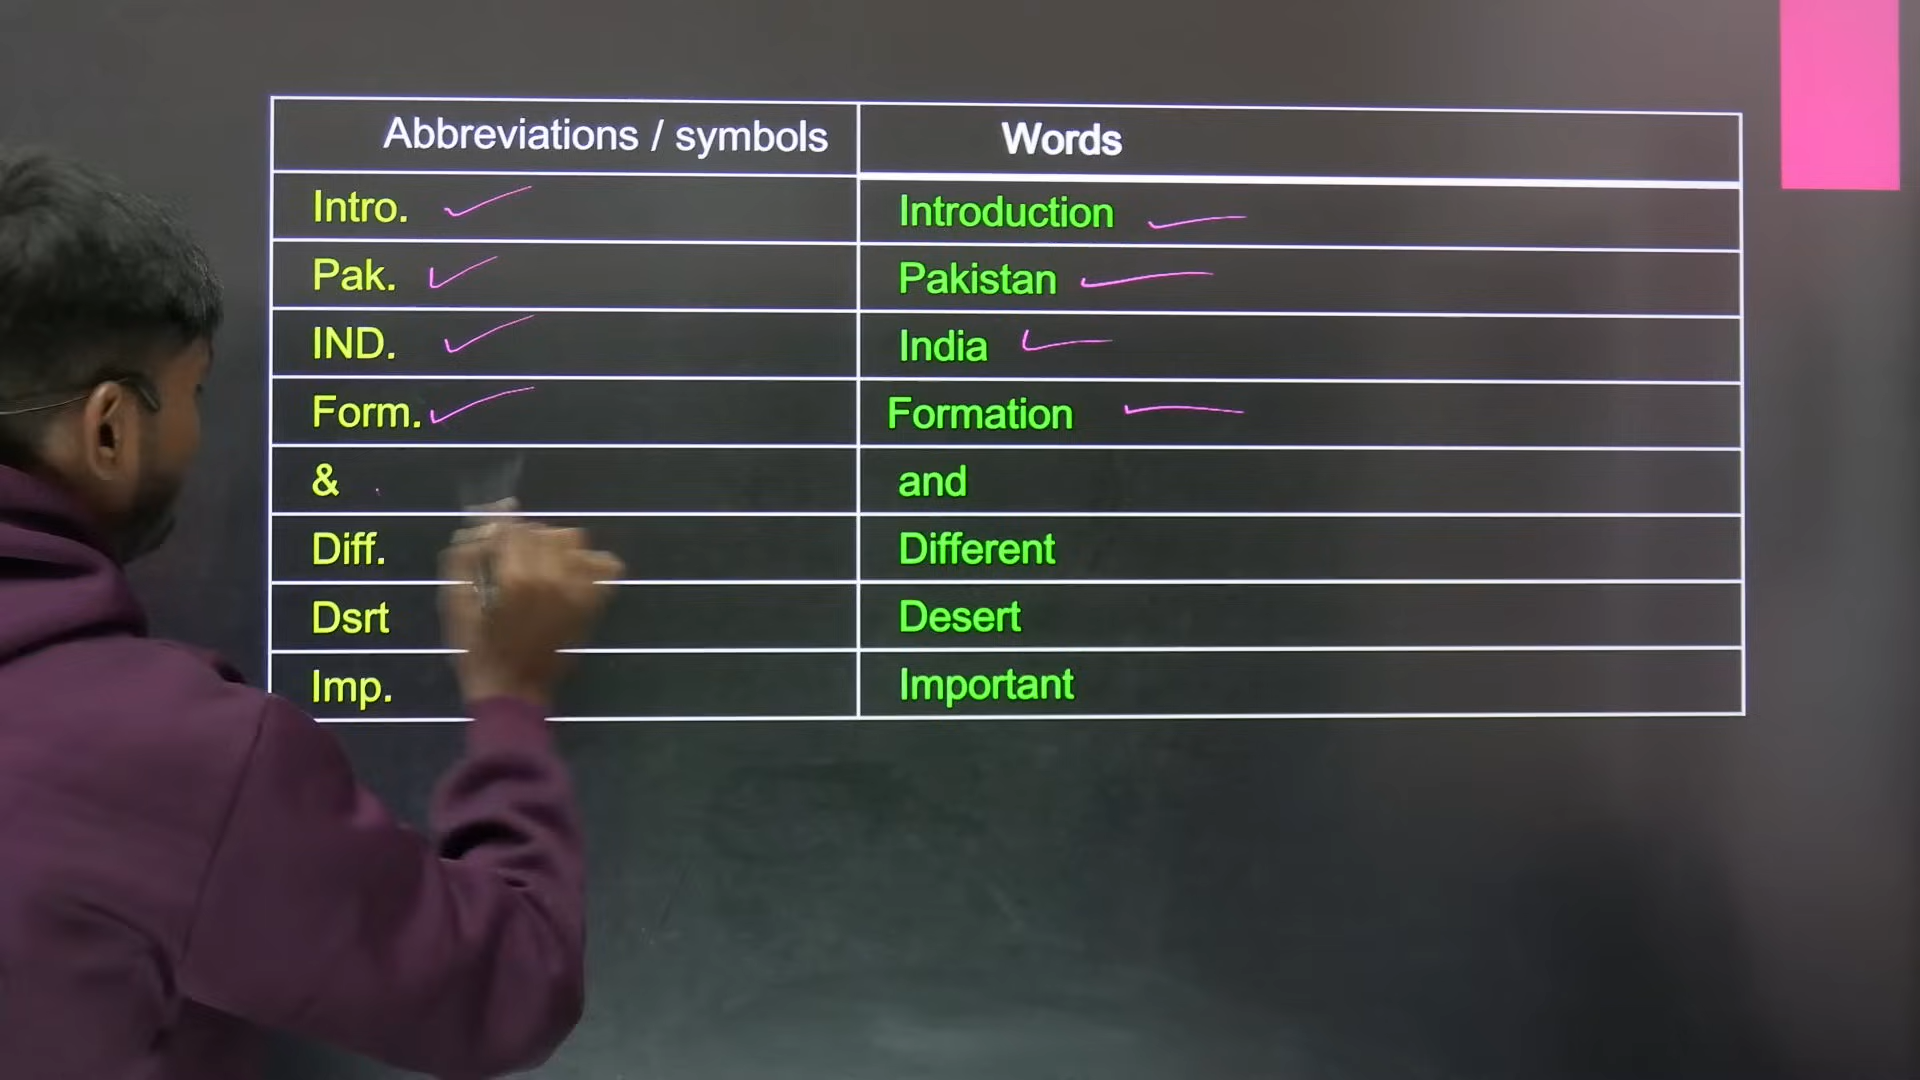 Abbreviations / symbols Words
Intro. Introduction
Pak. Pakistan
IND. India
Form. Formation
& and
Diff. Different
Dsrt Desert
Imp. Important